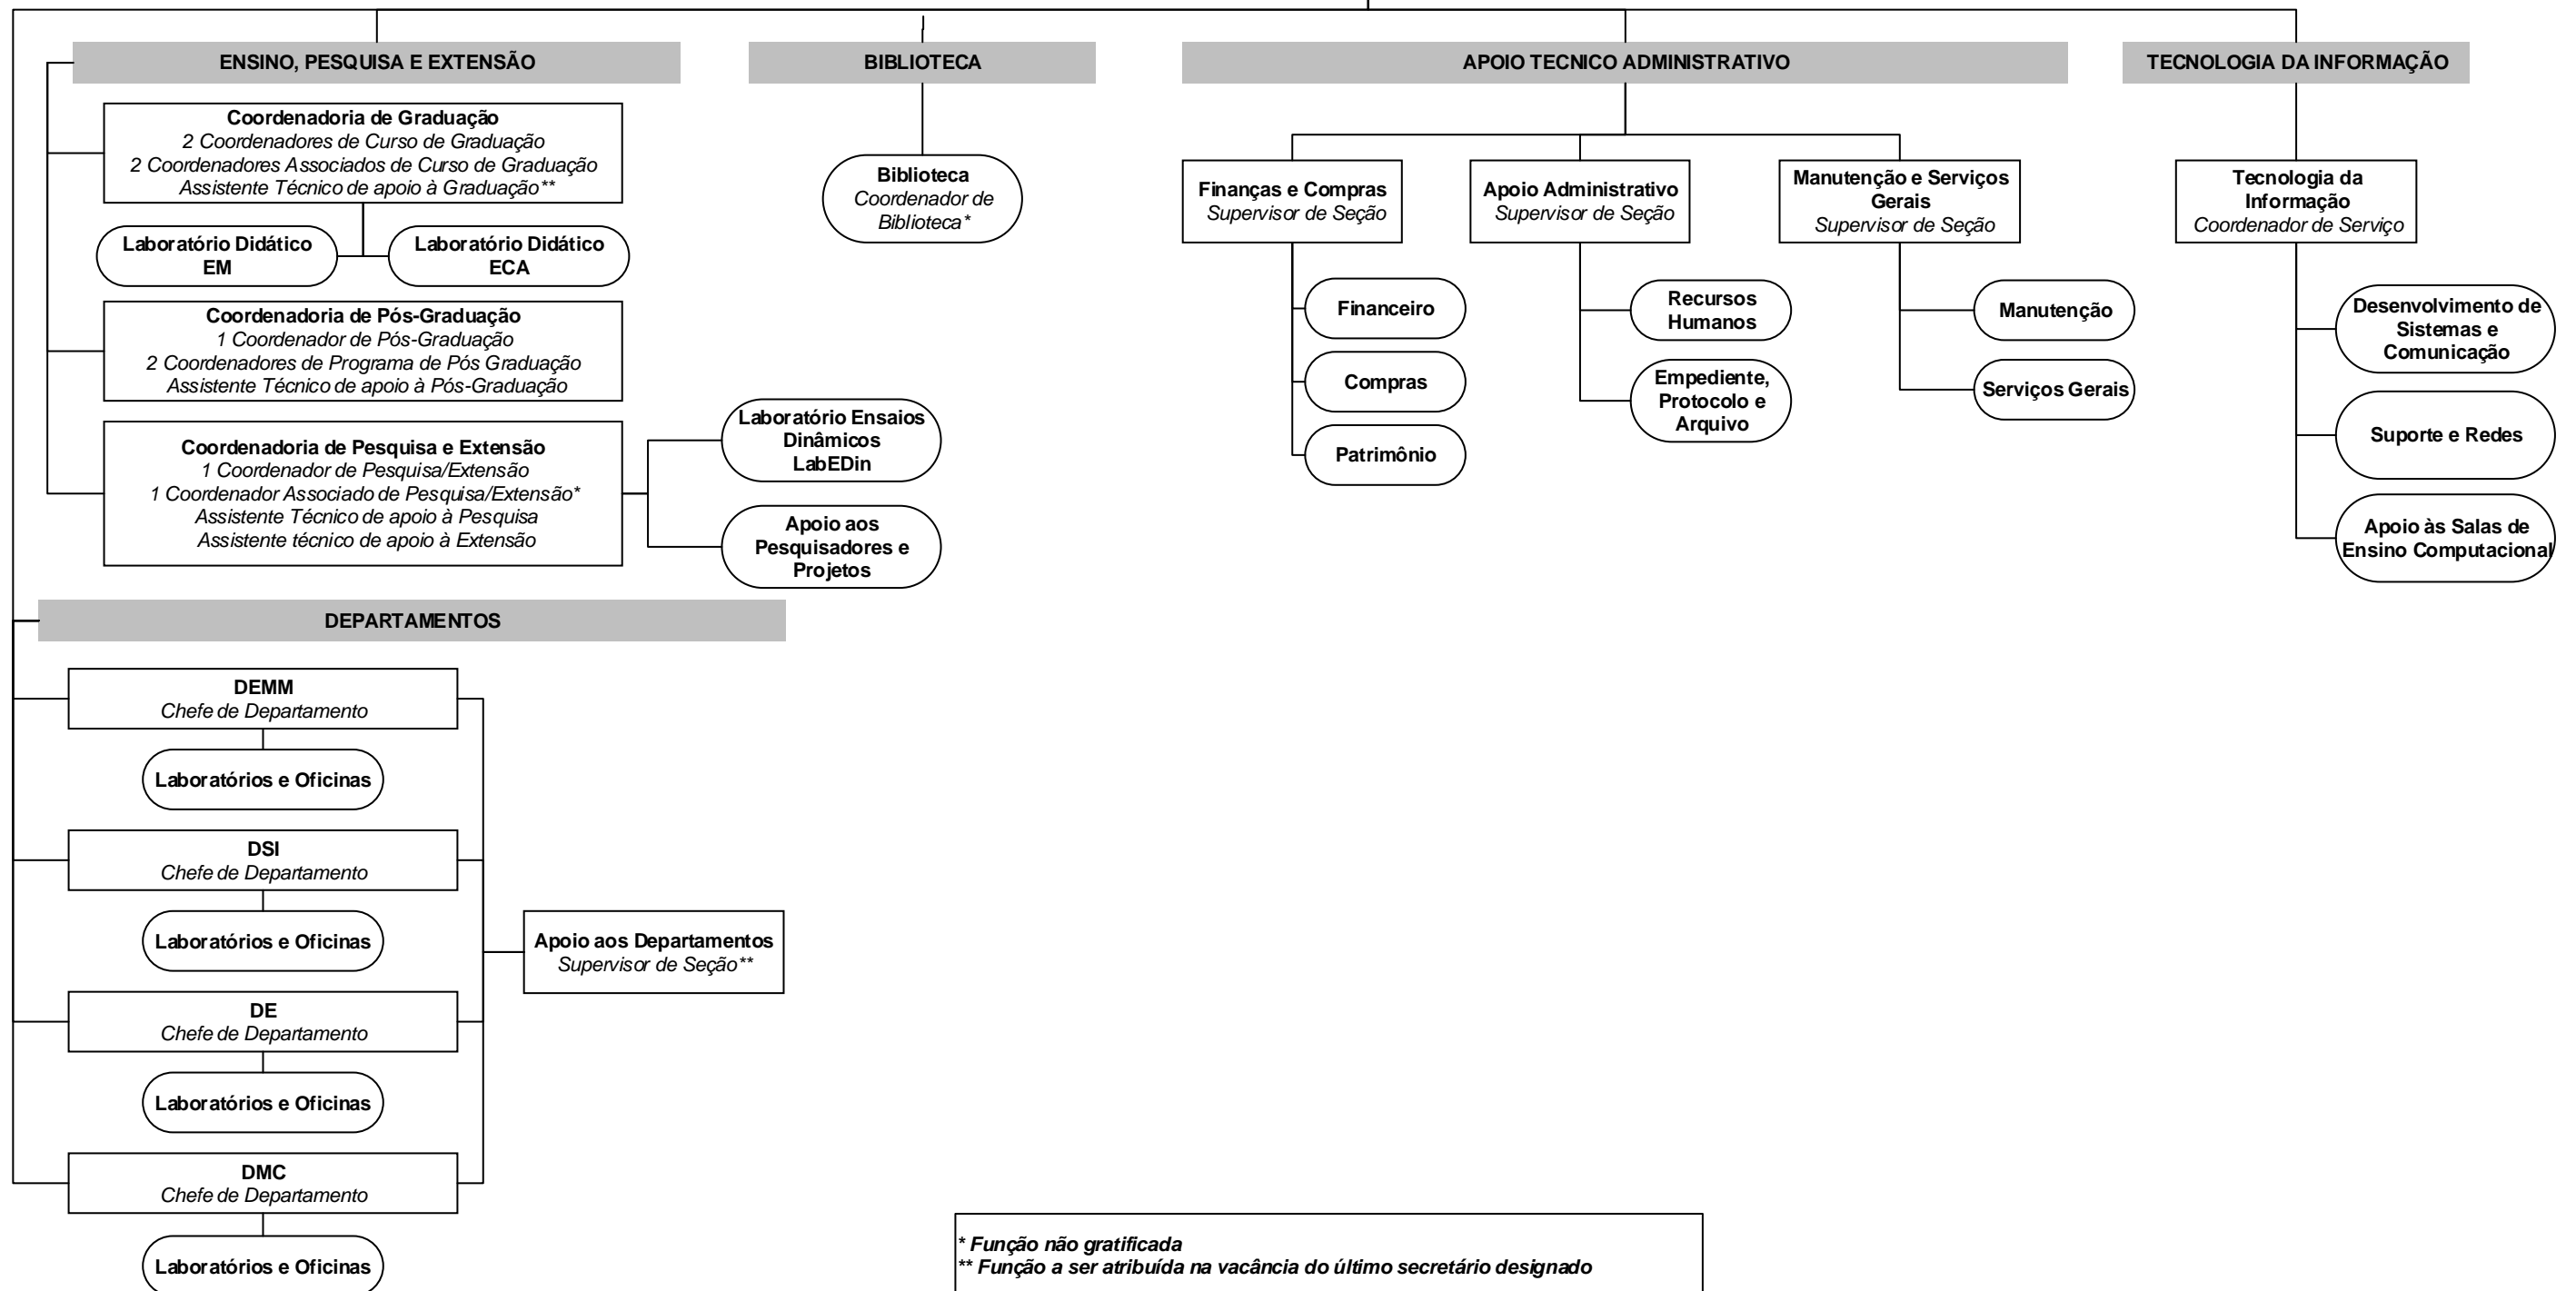 ENSINO, PESQUISA E EXTENSÃO
Coordenadoria de Graduação
2 Coordenadores de Curso de Graduação
2 Coordenadores Associados de Curso de Graduação
Assistente Técnico de apoio à Graduação**
Laboratório Didático
EM
Laboratório Didático
ECA
Coordenadoria de Pós-Graduação
1 Coordenador de Pós-Graduação
2 Coordenadores de Programa de Pós Graduação
Assistente Técnico de apoio à Pós-Graduação
Coordenadoria de Pesquisa e Extensão
1 Coordenador de Pesquisa/Extensão
1 Coordenador Associado de Pesquisa/Extensão*
Assistente Técnico de apoio à Pesquisa
Assistente técnico de apoio à Extensão
Laboratório Ensaios
Dinâmicos
LabEDin
Apoio aos
Pesquisadores e
Projetos
BIBLIOTECA
Biblioteca
Coordenador de
Biblioteca*
APOIO TECNICO ADMINISTRATIVO
Finanças e Compras
Supervisor de Seção
Financeiro
Compras
Patrimônio
Apoio Administrativo
Supervisor de Seção
Recursos
Humanos
Empediente,
Protocolo e
Arquivo
Manutenção e Serviços
Gerais
Supervisor de Seção
Manutenção
Serviços Gerais
TECNOLOGIA DA INFORMAÇÃO
Tecnologia da
Informação
Coordenador de Serviço
Desenvolvimento de
Sistemas e
Comunicação
Suporte e Redes
Apoio às Salas de
Ensino Computacional
DEPARTAMENTOS
DEMM
Chefe de Departamento
Laboratórios e Oficinas
DSI
Chefe de Departamento
Laboratórios e Oficinas
DE
Chefe de Departamento
Laboratórios e Oficinas
DMC
Chefe de Departamento
Laboratórios e Oficinas
Apoio aos Departamentos
Supervisor de Seção**
* Função não gratificada
** Função a ser atribuída na vacância do último secretário designado